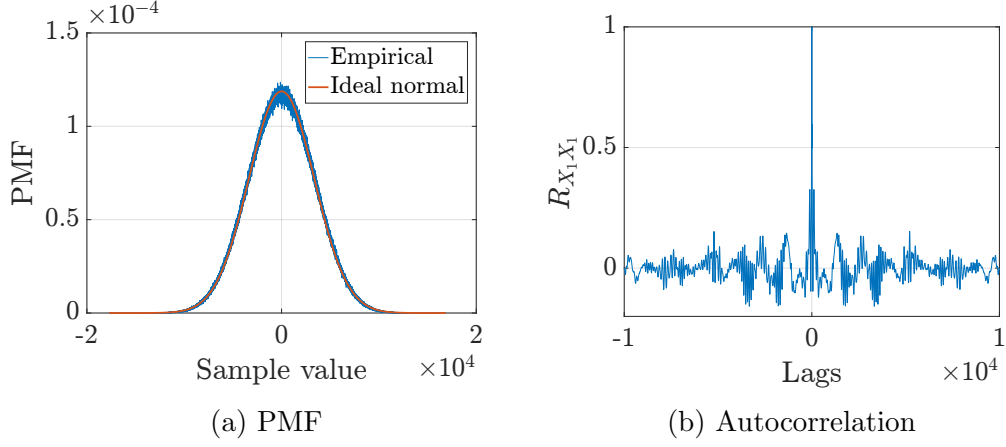 ×10⁻⁴
1.5
1
0.5
0
PMF
Empirical
Ideal normal
-2
0
2
Sample value
×10⁴
(a) PMF
1
0.5
0
R_{X_1X_1}
-1
0
1
Lags
×10⁴
(b) Autocorrelation